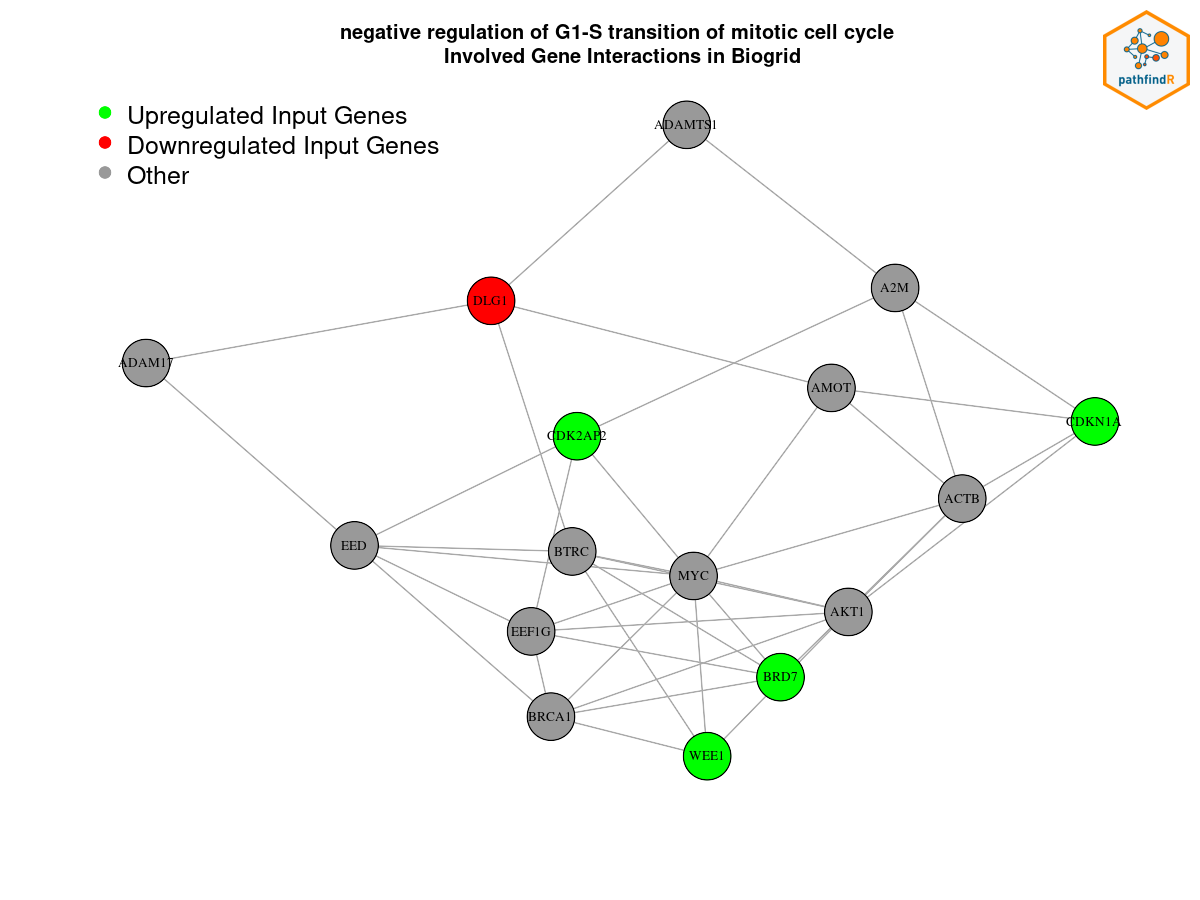 negative regulation of G1-S transition of mitotic cell cycle
Involved Gene Interactions in Biogrid
pathfindR
Upregulated Input Genes
Downregulated Input Genes
Other
ADAMTS1
A2M
DLG1
ADAM17
AMOT
CDKN1A
CDK2AP2
ACTB
EED
BTRC
MYC
AKT1
EEF1G
BRD7
BRCA1
WEE1